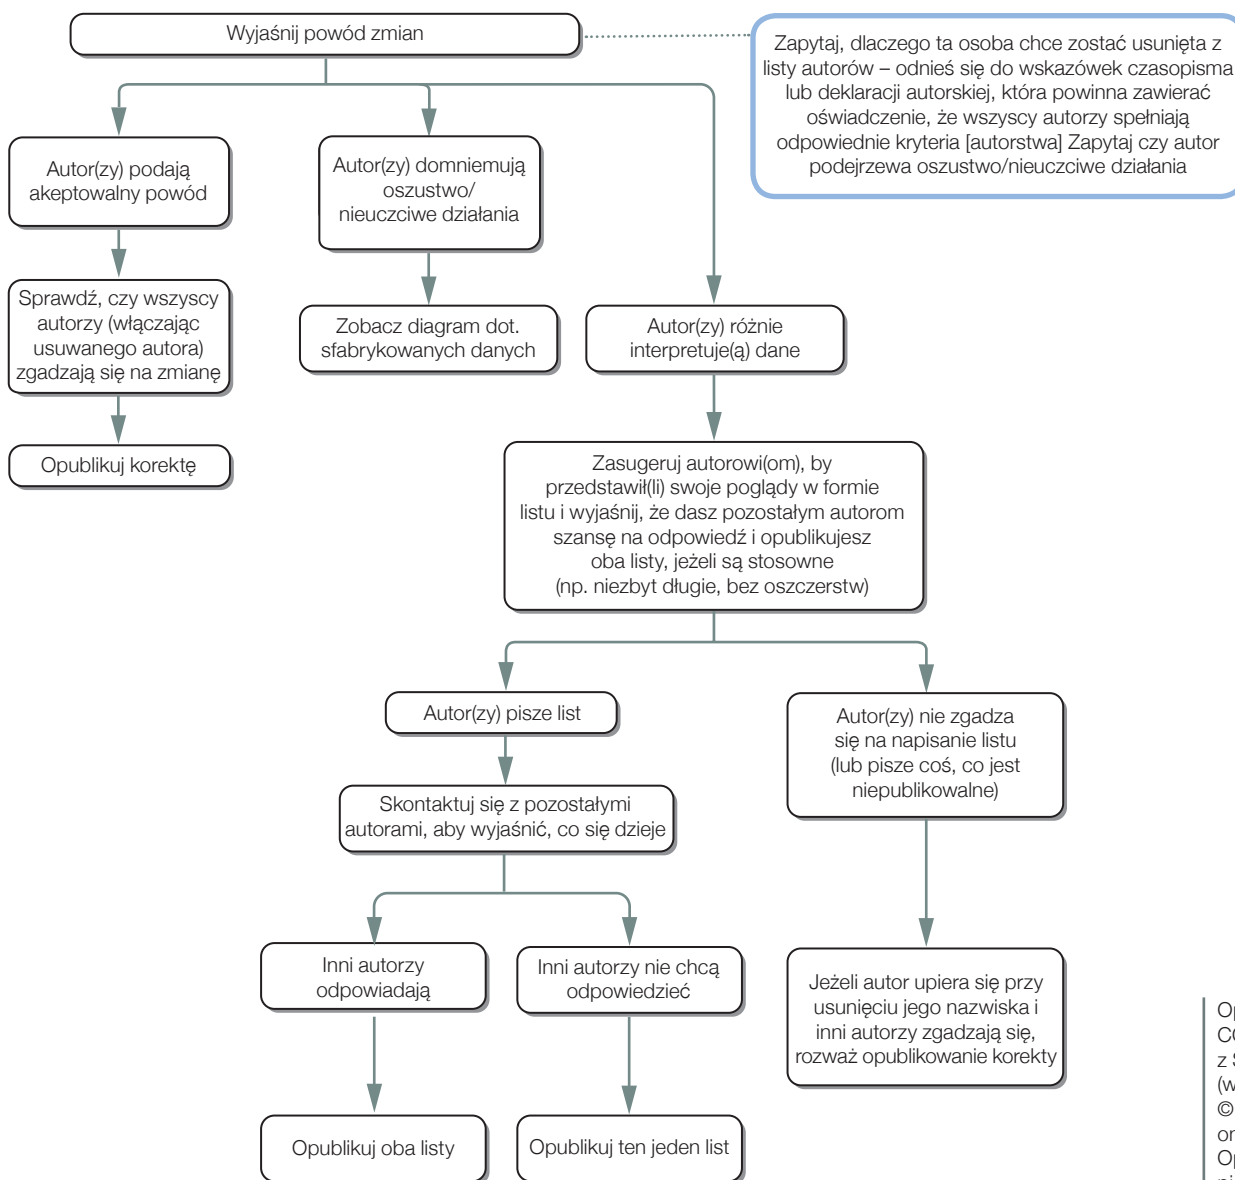 Wyjaśnij powód zmian
Zapytaj, dlaczego ta osoba chce zostać usunięta z
listy autorów – odnieś się do wskazówek czasopisma
lub deklaracji autorskiej, która powinna zawierać
oświadczenie, że wszyscy autorzy spełniają
odpowiednie kryteria [autorstwa] Zapytaj czy autor
podejrzewa oszustwo/nieuczciwe działania
Autor(zy) podają
akceptowalny powód
Autor(zy) domniemują
oszustwo/
nieuczciwe działania
Sprawdź, czy wszyscy
autorzy (włączając
usuwanego autora)
zgadzają się na zmianę
Zobacz diagram dot.
sfabrykowanych danych
Autor(zy) różnie
interpretuje(ą) dane
Opublikuj korektę
Zasugeruj autorowi(om), by
przedstawił(li) swoje poglądy w formie
listu i wyjaśnij, że dasz pozostałym autorom
szansę na odpowiedź i opublikujesz
oba listy, jeżeli są stosowne
(np. niezbyt długie, bez oszczerstw)
Autor(zy) pisze list
Autor(zy) nie zgadza
się na napisanie listu
(lub pisze coś, co jest
niepublikowalne)
Skontaktuj się z pozostałymi
autorami, aby wyjaśnić, co się dzieje
Inni autorzy
odpowiadają
Inni autorzy nie chcą
odpowiedzieć
Jeżeli autor upiera się przy
usunięciu jego nazwiska i
inni autorzy zgadzają się,
rozważ opublikowanie korekty
Opublikuj oba listy
Opublikuj ten jeden list
z
©